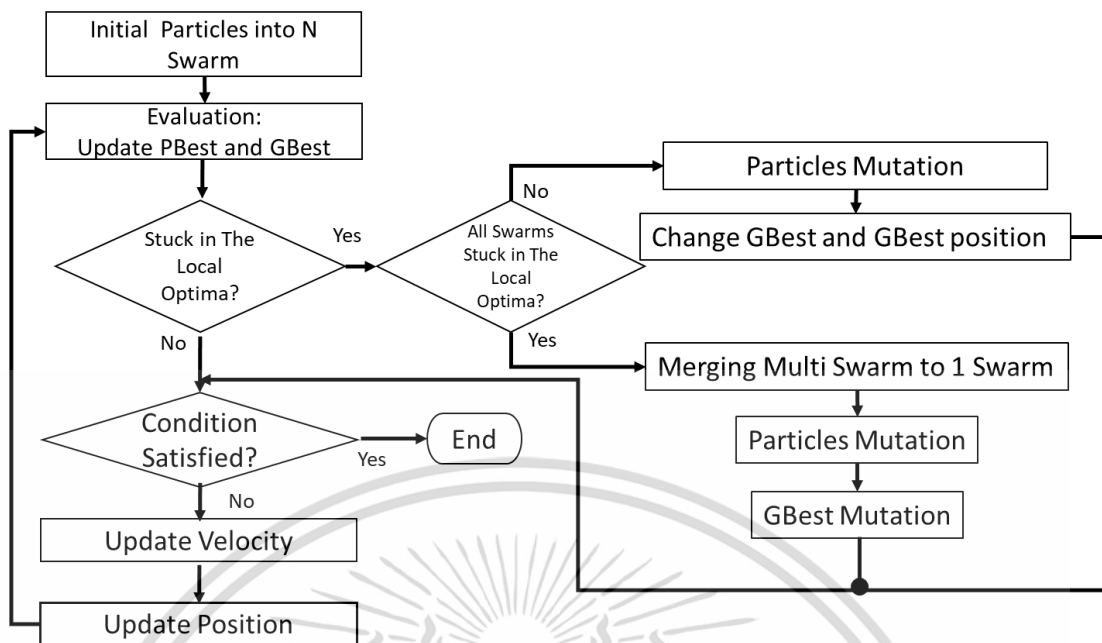 Initial Particles into N
Swarm
Evaluation:
Update PBest and GBest
Stuck in The
Local
Optima?
Yes
No
All Swarms
Stuck in The
Local
Optima?
No
Yes
Particles Mutation
Change GBest and GBest position
Merging Multi Swarm to 1 Swarm
Particles Mutation
GBest Mutation
Condition
Satisfied?
Yes
End
No
Update Velocity
Update Position